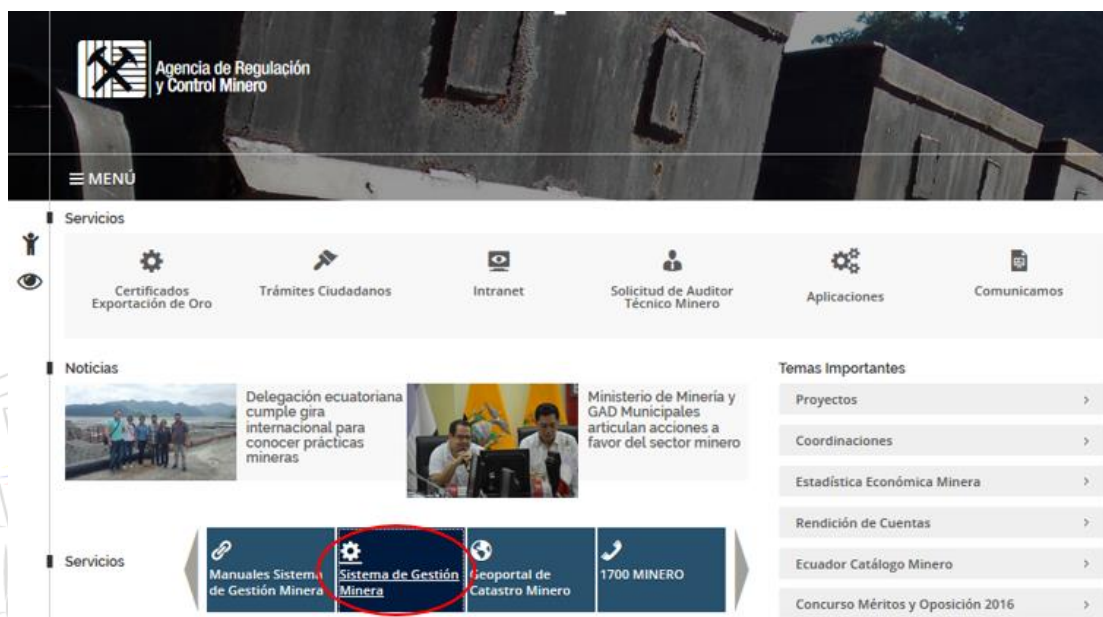 Agencia de Regulación
y Control Minero
MENÚ
Servicios
Certificados
Exportación de Oro
Trámites Ciudadanos
Intranet
Solicitud de Auditor
Técnico Minero
Aplicaciones
Comunicamos
Noticias
Delegación ecuatoriana
cumple gira
internacional para
conocer prácticas
mineras
Ministerio de Minería y
GAD Municipales
articulan acciones a
favor del sector minero
Temas Importantes
Proyectos
Coordinaciones
Estadística Económica Minera
Rendición de Cuentas
Ecuador Catálogo Minero
Concurso Méritos y Oposición 2016
Servicios
Manuales Sistema
de Gestión Minera
Sistema de Gestión
Minera
Geoportal de
Catastro Minero
1700 MINERO